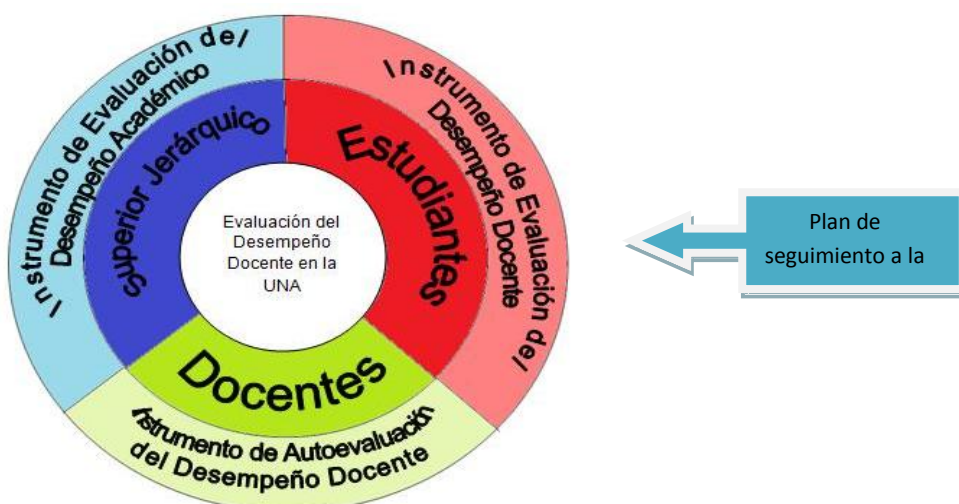 Evaluación del
Desempeño
Docente en la
UNA
Superior Jerárquico
Instrumento de Evaluación del
Desempeño Académico
Estudiantes
Instrumento de Evaluación del
Desempeño Docente
Docentes
Instrumento de Autoevaluación
del Desempeño Docente
Plan de
seguimiento a la